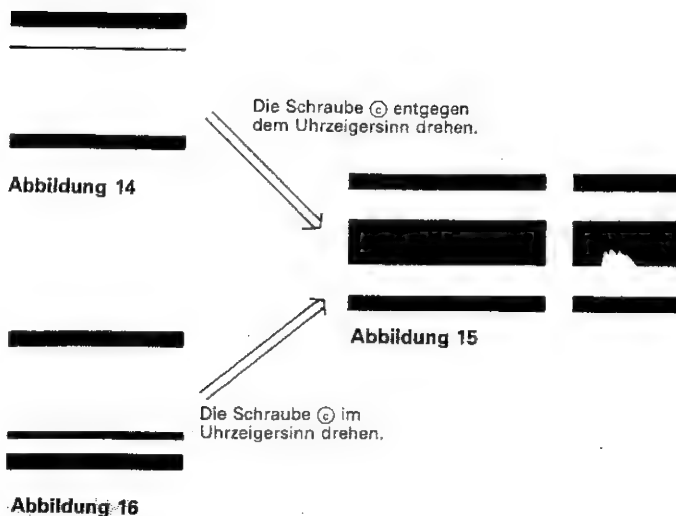 Die Schraube ⓒ entgegen
dem Uhrzeigersinn drehen.
Abbildung 14
Abbildung 15
Die Schraube ⓒ im
Uhrzeigersinn drehen.
Abbildung 16